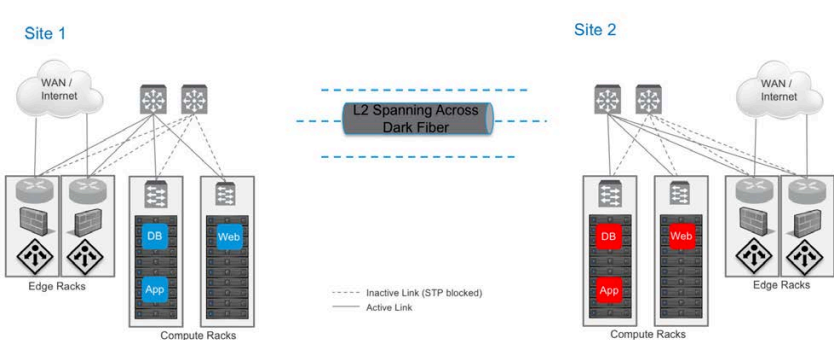 Site 1
Site 2
WAN /
Internet
WAN /
Internet
L2 Spanning Across
Dark Fiber
DB
Web
App
DB
Web
App
Edge Racks
Edge Racks
Inactive Link (STP blocked)
Active Link
Compute Racks
Compute Racks